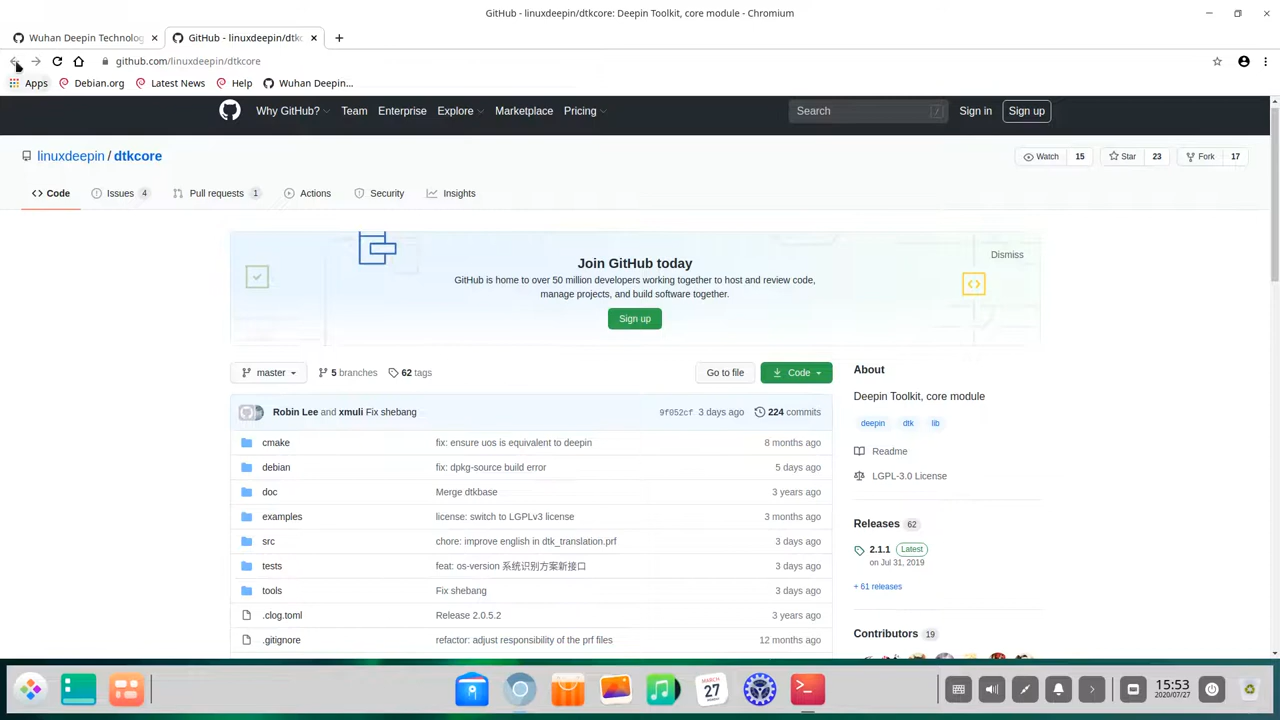 GitHub - linuxdeepin/dtkcore: Deepin Toolkit, core module - Chromium
Wuhan Deepin Technolog
GitHub - linuxdeepin/dtkc
github.com/linuxdeepin/dtkcore
Apps Debian.org Latest News Help Wuhan Deepin...
Why GitHub? Team Enterprise Explore Marketplace Pricing Search / Sign in Sign up
linuxdeepin / dtkcore Watch 15 Star 23 Fork 17
Code Issues 4 Pull requests 1 Actions Security Insights
Join GitHub today
Dismiss
GitHub is home to over 50 million developers working together to host and review code,
manage projects, and build software together.
Sign up
master 5 branches 62 tags Go to file Code
Robin Lee and xmuli Fix shebang 9f052cf 3 days ago 224 commits
cmake fix: ensure uos is equivalent to deepin 8 months ago
debian fix: dpkg-source build error 5 days ago
doc Merge dtkbase 3 years ago
examples license: switch to LGPLv3 license 3 months ago
src chore: improve english in dtk_translation.prf 3 days ago
tests feat: os-version 系统识别方案新接口 3 days ago
tools Fix shebang 3 days ago
.clog.toml Release 2.0.5.2 3 years ago
.gitignore refactor: adjust responsibility of the prf files 12 months ago
About
Deepin Toolkit, core module
deepin dtk lib
Readme
LGPL-3.0 License
Releases 62
2.1.1 Latest
on Jul 31, 2019
+ 61 releases
Contributors 19
MARCH
27
15:53
2020/07/27